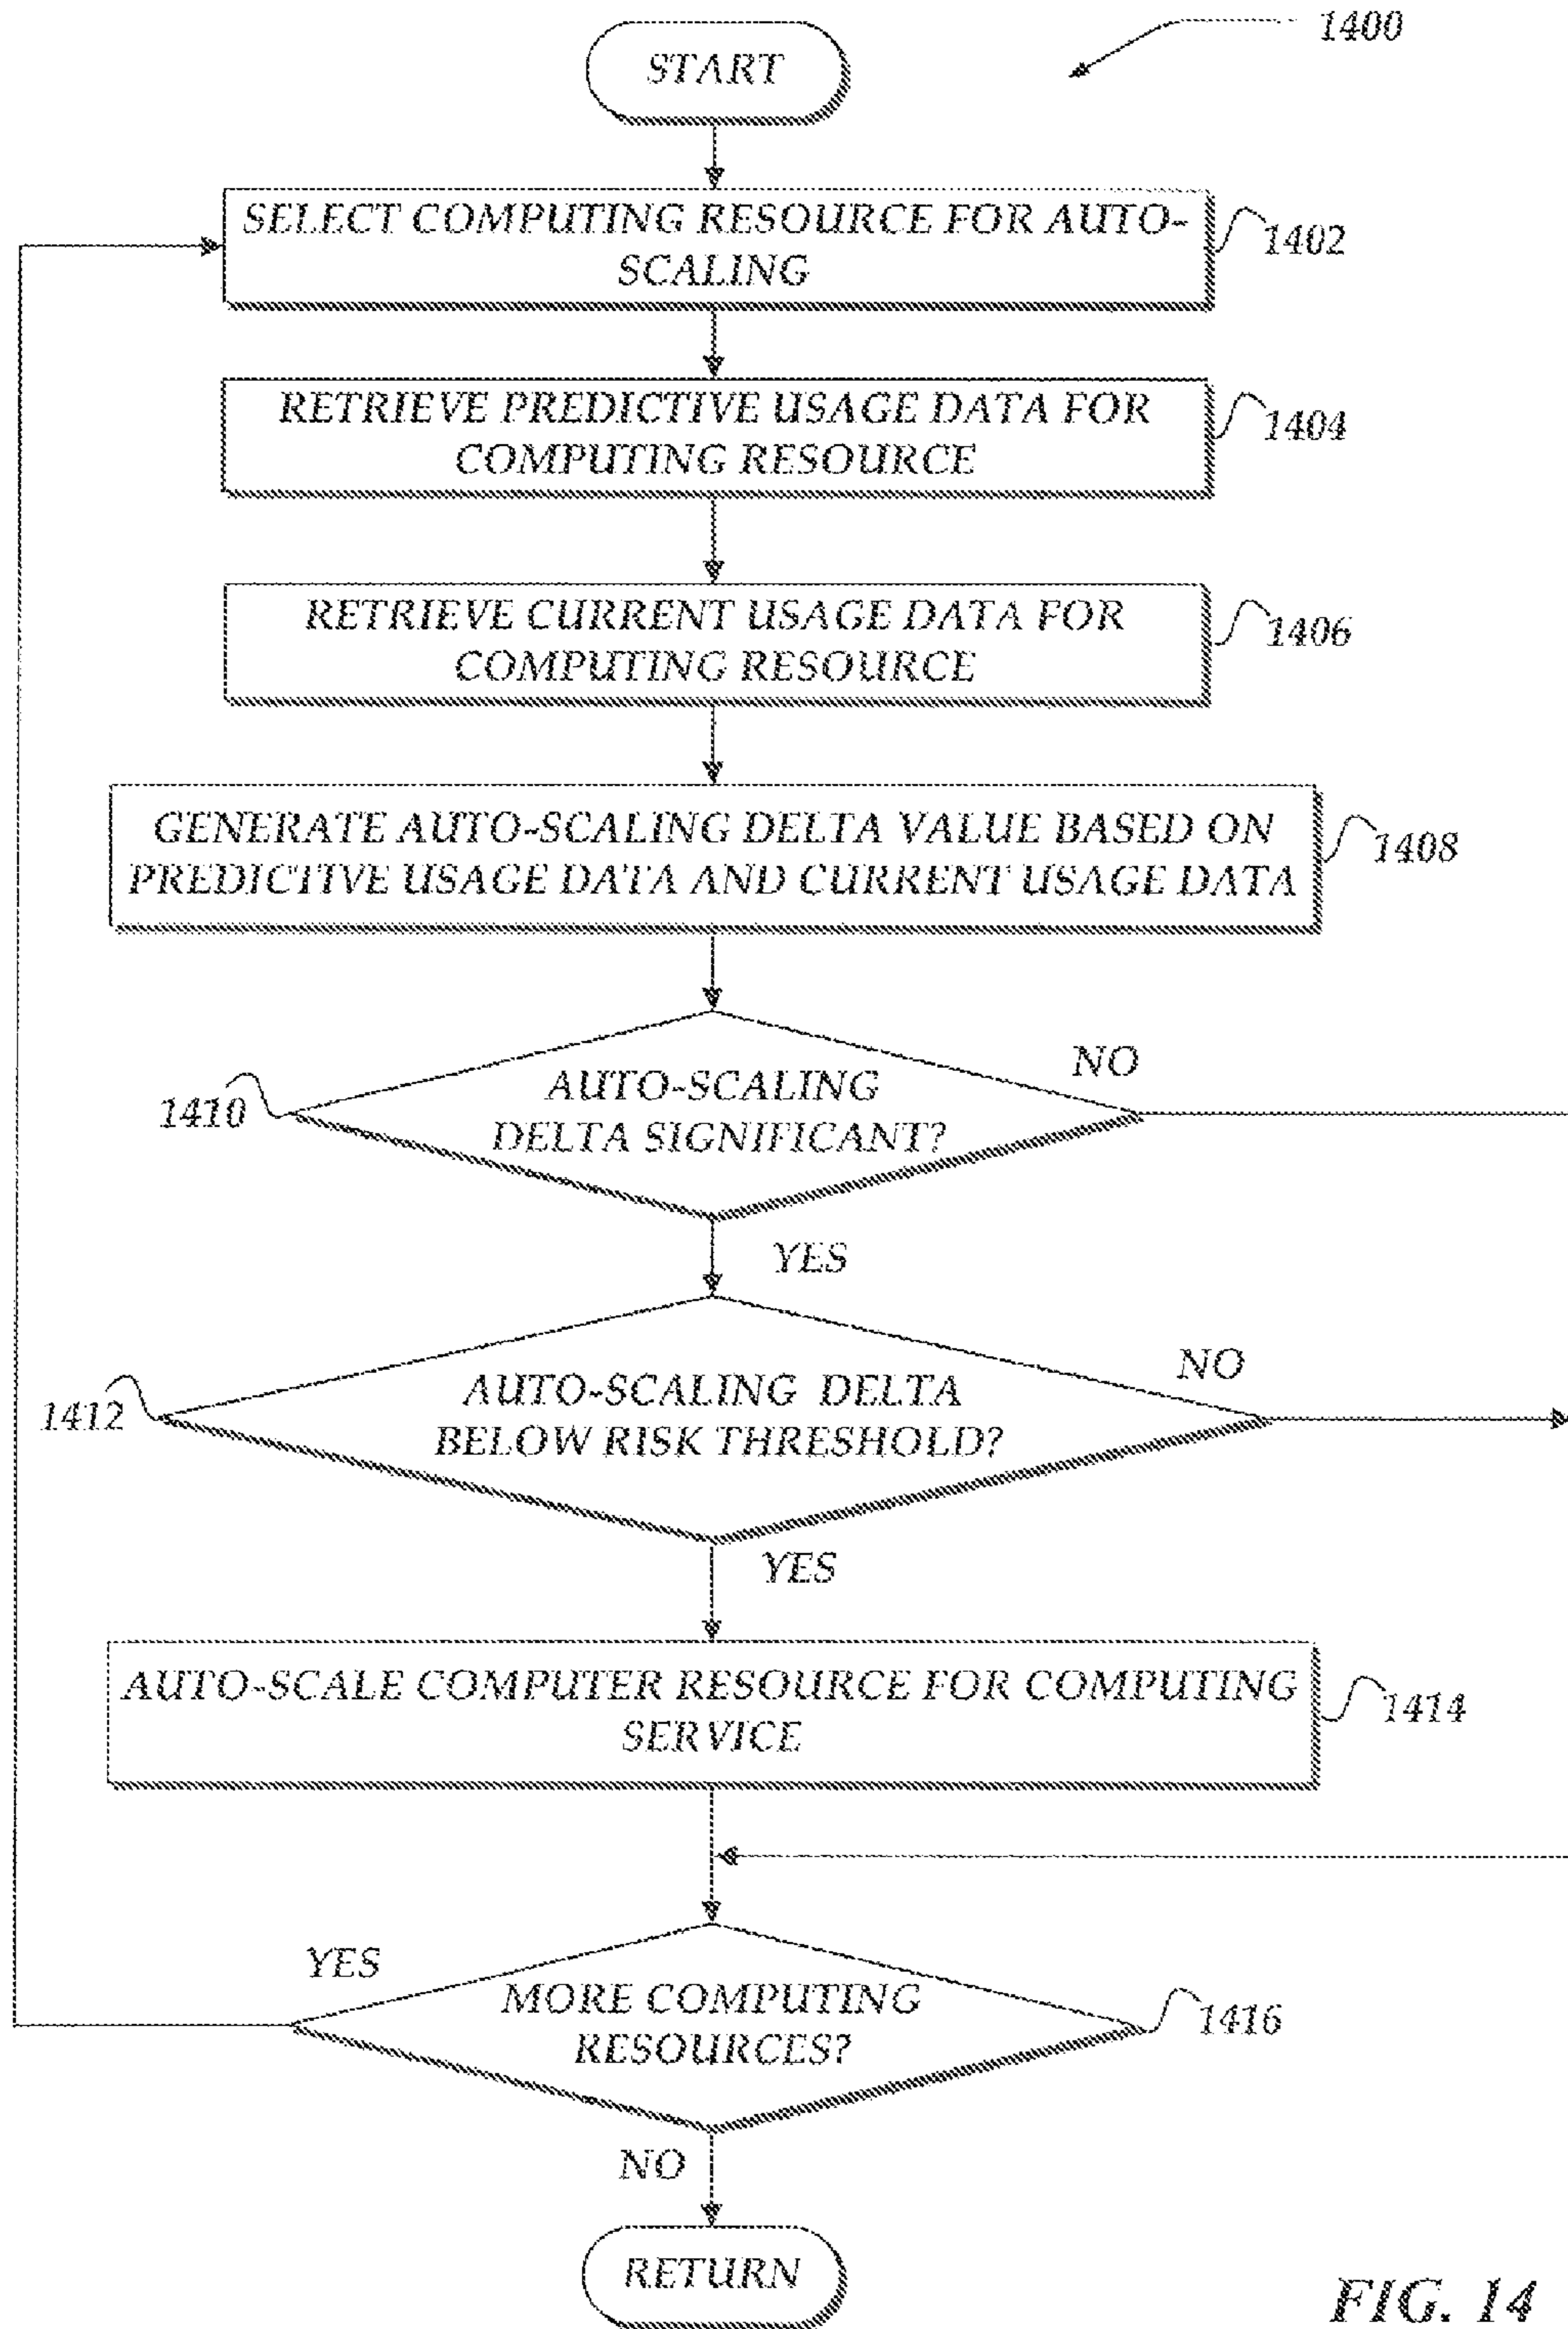 1400
START
SELECT COMPUTING RESOURCE FOR AUTO-
SCALING
1402
RETRIEVE PREDICTIVE USAGE DATA FOR
COMPUTING RESOURCE
1404
RETRIEVE CURRENT USAGE DATA FOR
COMPUTING RESOURCE
1406
GENERATE AUTO-SCALING DELTA VALUE BASED ON
PREDICTIVE USAGE DATA AND CURRENT USAGE DATA
1408
NO
AUTO-SCALING
DELTA SIGNIFICANT?
1410
YES
NO
AUTO-SCALING DELTA
BELOW RISK THRESHOLD?
1412
YES
AUTO-SCALE COMPUTER RESOURCE FOR COMPUTING
SERVICE
1414
YES
MORE COMPUTING
RESOURCES?
1416
NO
RETURN
FIG. 14